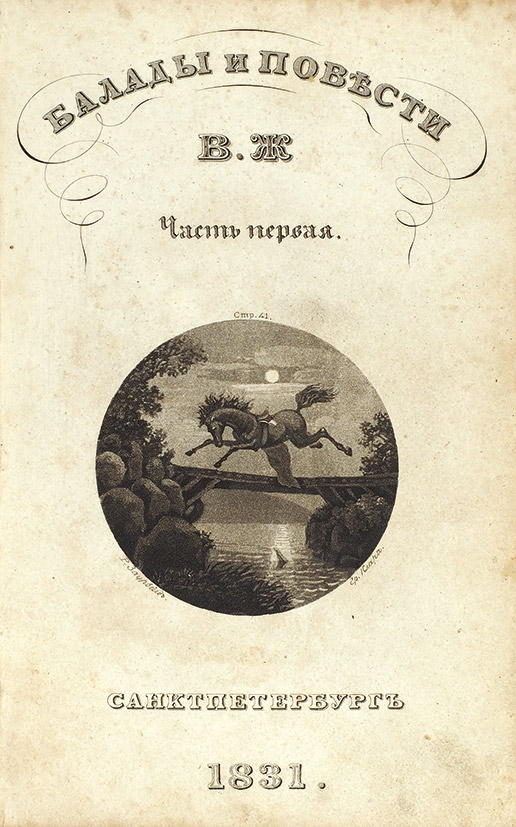 БАЛАДЫ И ПОВѢСТИ
В. Ж
Часть первая.
Стр. 41.
САНКТПЕТЕРБУРГЪ
1831.